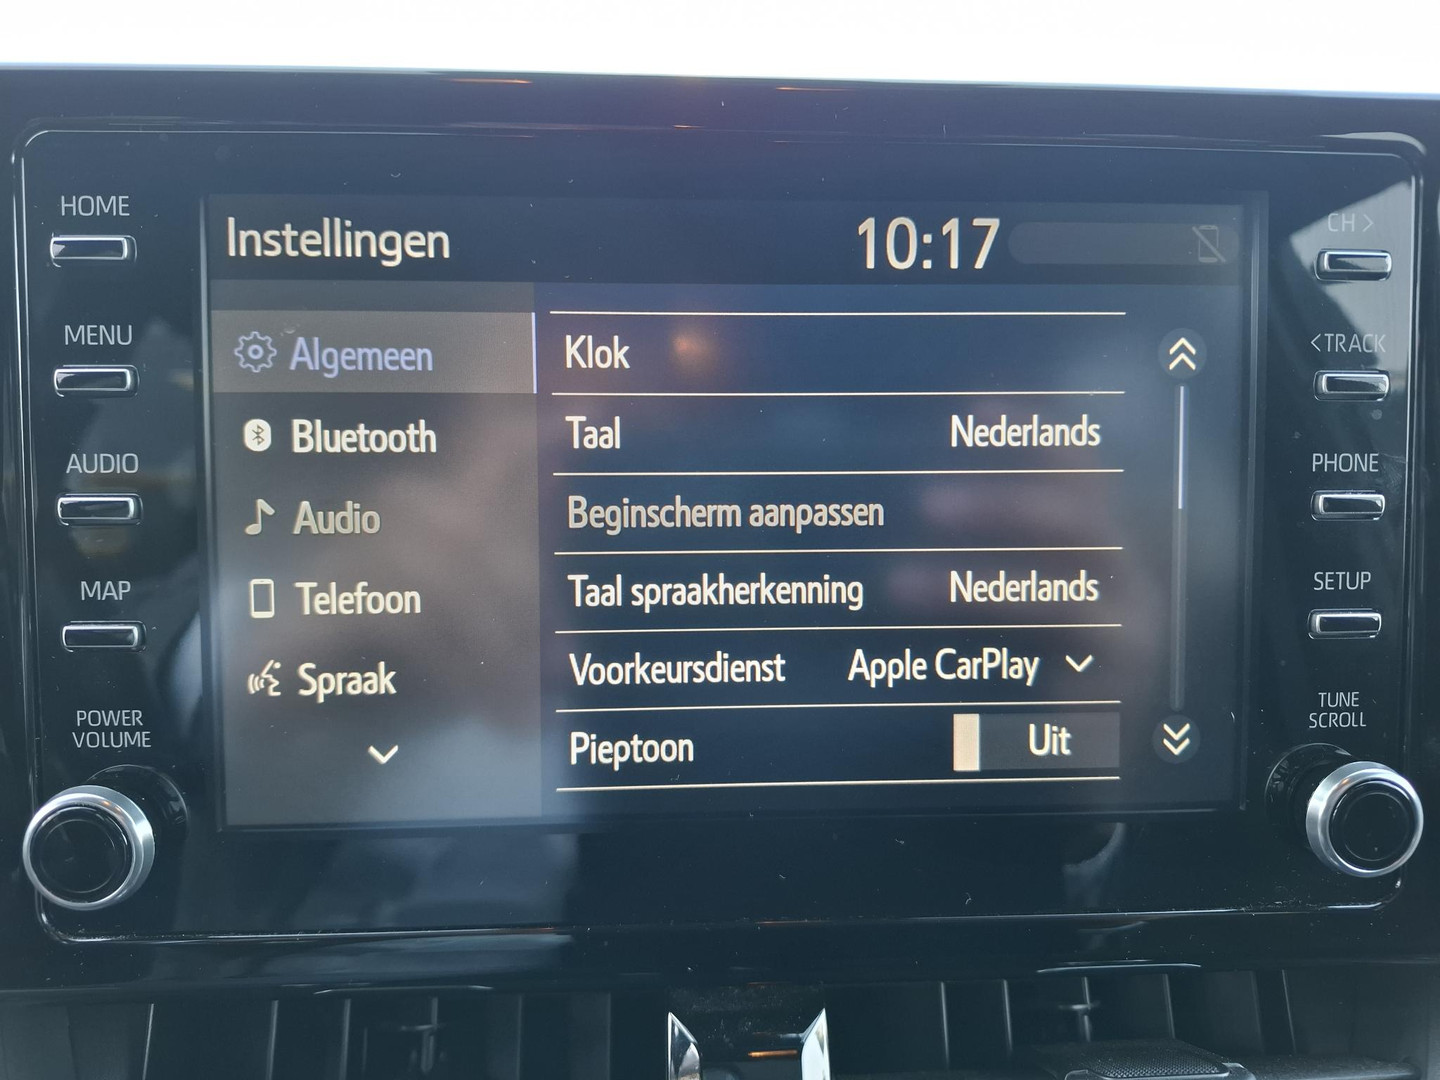 HOME
MENU
AUDIO
MAP
POWER
VOLUME
Instellingen
10:17
Algemeen
Bluetooth
Audio
Telefoon
Spraak
Klok
Taal Nederlands
Beginscherm aanpassen
Taal spraakherkenning Nederlands
Voorkeursdienst Apple CarPlay
Pieptoon Uit
CH >
< TRACK
PHONE
SETUP
TUNE
SCROLL